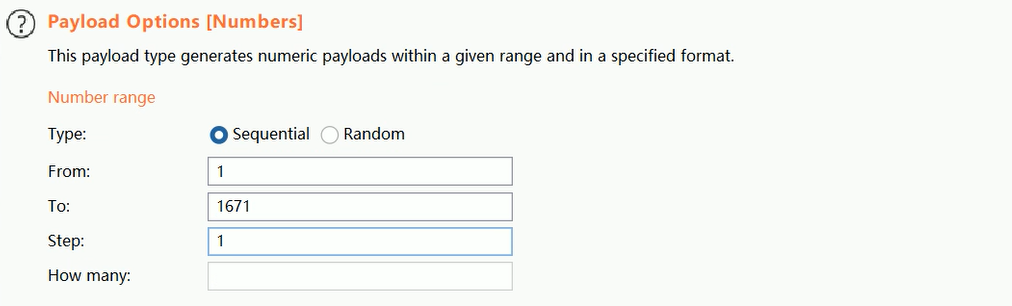 Payload Options [Numbers]
This payload type generates numeric payloads within a given range and in a specified format.
Number range
Type: Sequential Random
From: 1
To: 1671
Step: 1
How many: